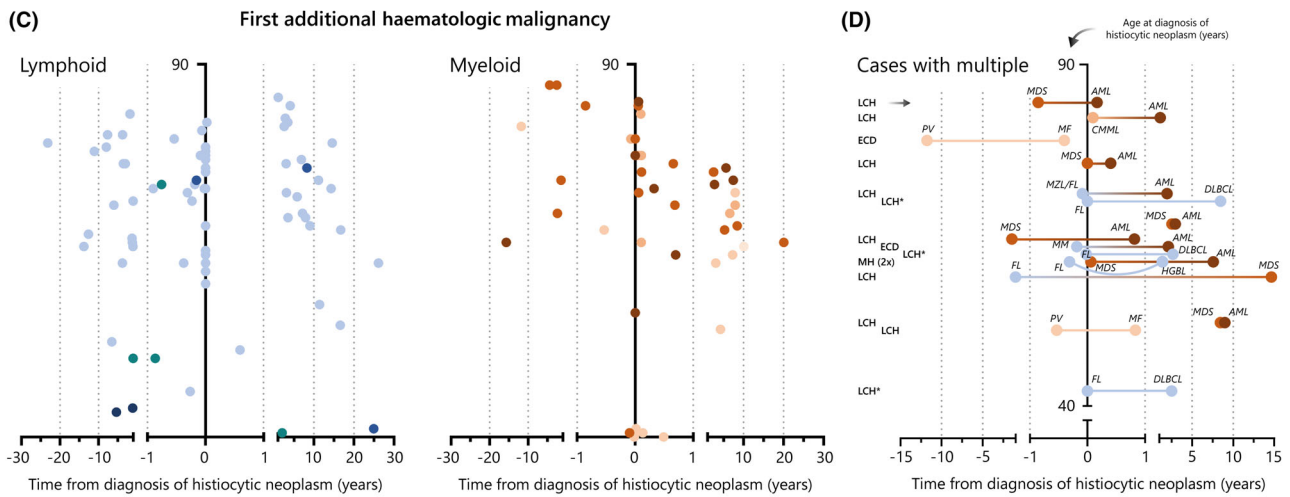 (C)
First additional haematologic malignancy
Lymphoid
90
-30 -20 -10 -1 0 1 10 20 30
Time from diagnosis of histiocytic neoplasm (years)
Myeloid
90
-30 -20 -10 -1 0 1 10 20 30
Time from diagnosis of histiocytic neoplasm (years)
(D)
Age at diagnosis of
histiocytic neoplasm (years)
Cases with multiple
90
LCH MDS AML
LCH CMML AML
ECD PV MF
LCH MDS AML
LCH MZL/FL AML
LCH* FL DLBCL
MDS AML
LCH MDS AML
ECD MM AML
LCH* FL DLBCL
MH (2x) FL MDS HGBL AML
LCH FL MDS
LCH MDS AML
LCH PV MF
LCH* FL DLBCL
40
-15 -10 -5 -1 0 1 5 10 15
Time from diagnosis of histiocytic neoplasm (years)